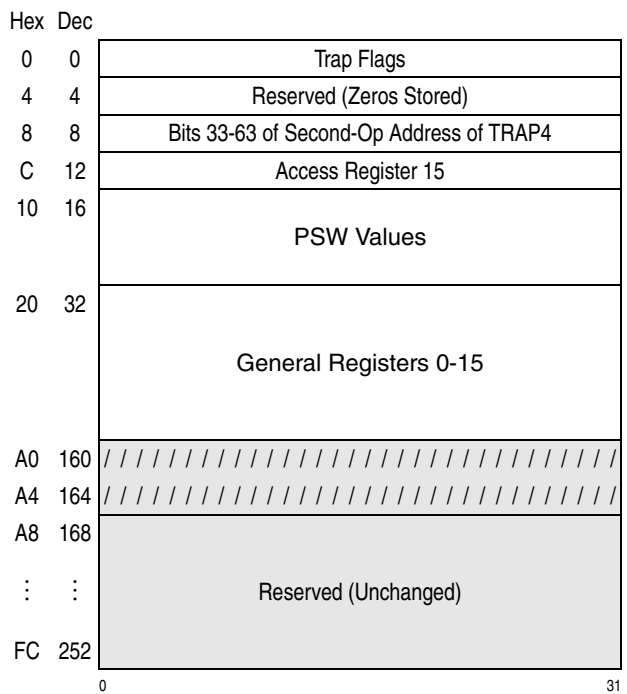 Hex Dec
0 0 Trap Flags
4 4 Reserved (Zeros Stored)
8 8 Bits 33-63 of Second-Op Address of TRAP4
C 12 Access Register 15
10 16
PSW Values
20 32
General Registers 0-15
A0 160 / / / / / / / / / / / / / / / / / / / / / / / / / / / / / / / /
A4 164 / / / / / / / / / / / / / / / / / / / / / / / / / / / / / / / /
A8 168
⋮ ⋮ Reserved (Unchanged)
FC 252
0 31